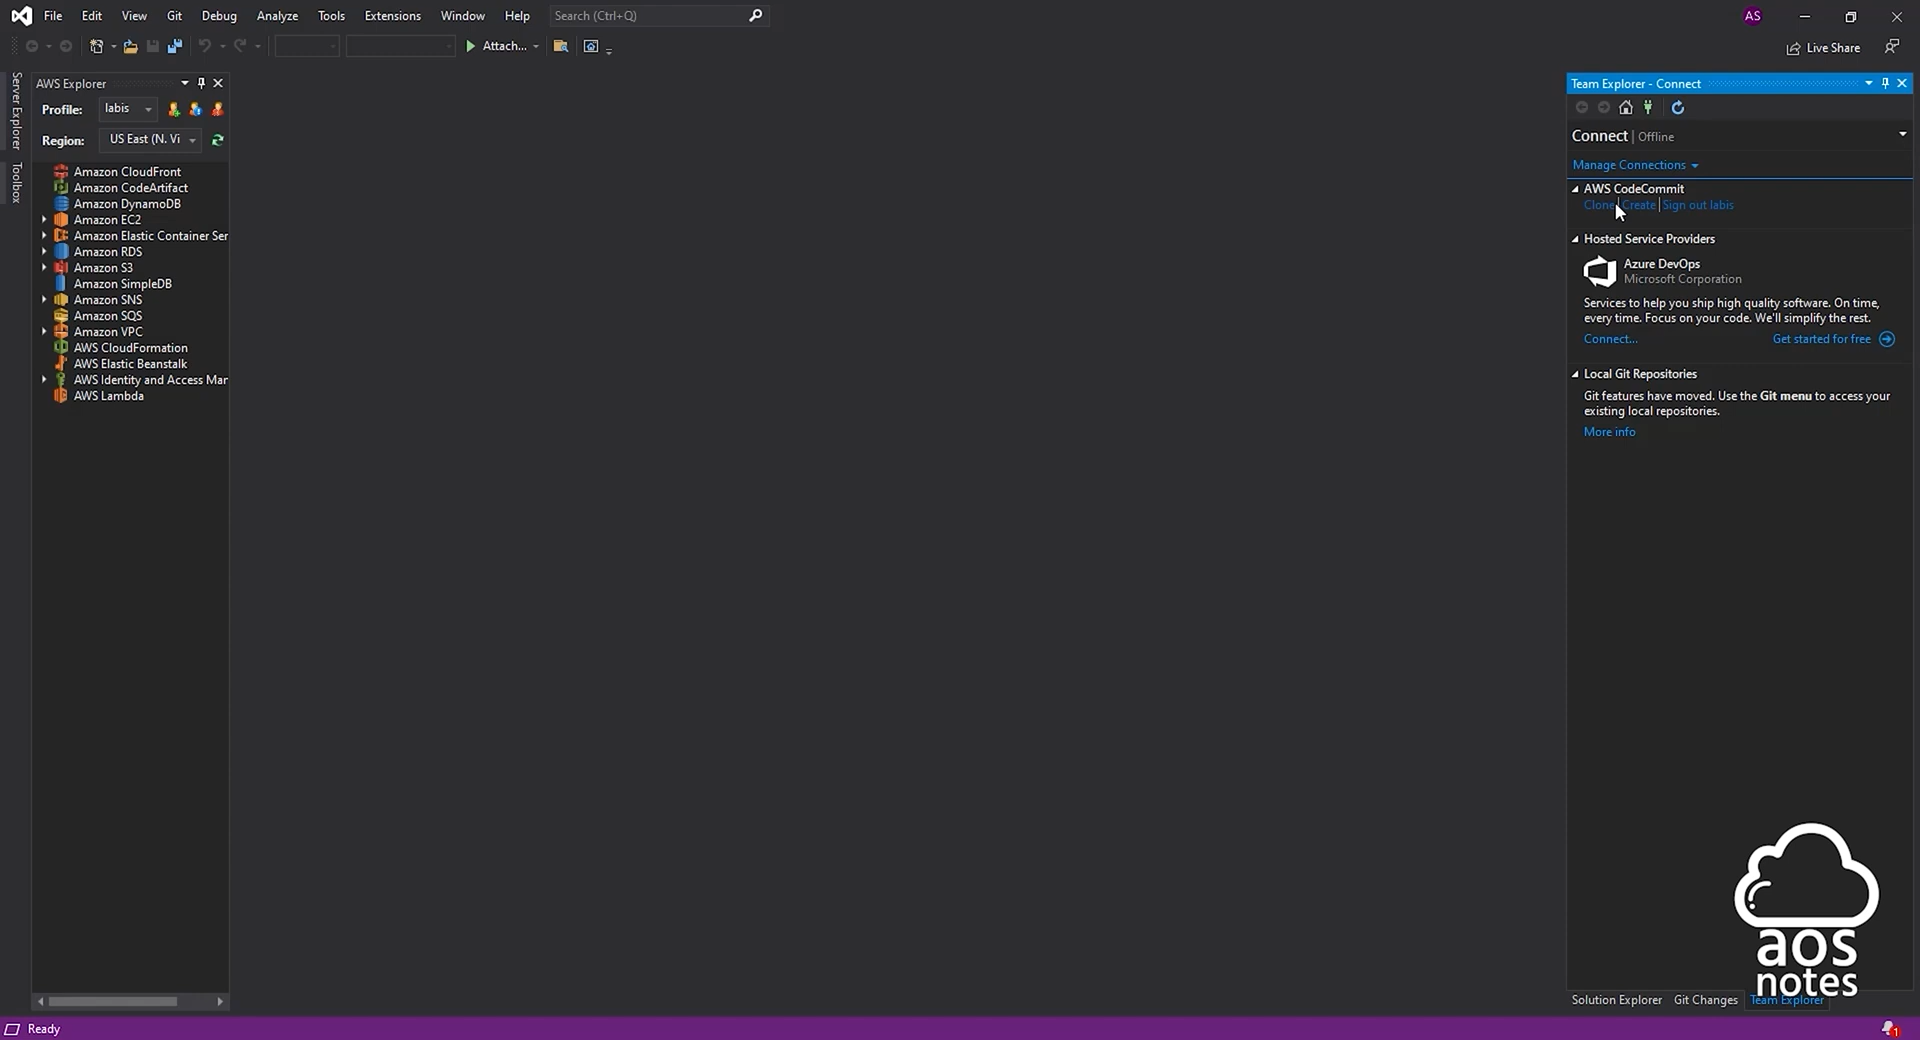 File Edit View Git Debug Analyze Tools Extensions Window Help Search (Ctrl+Q) AS
Attach... Live Share
Server Explorer
Toolbox
AWS Explorer
Profile: labis
Region: US East (N. Vi
Amazon CloudFront
Amazon CodeArtifact
Amazon DynamoDB
Amazon EC2
Amazon Elastic Container Ser
Amazon RDS
Amazon S3
Amazon SimpleDB
Amazon SNS
Amazon SQS
Amazon VPC
AWS CloudFormation
AWS Elastic Beanstalk
AWS Identity and Access Man
AWS Lambda
Team Explorer - Connect
Connect | Offline
Manage Connections
AWS CodeCommit
Clone | Create | Sign out labis
Hosted Service Providers
Azure DevOps
Microsoft Corporation
Services to help you ship high quality software. On time,
every time. Focus on your code. We'll simplify the rest.
Connect... Get started for free
Local Git Repositories
Git features have moved. Use the Git menu to access your
existing local repositories.
More info
aos
notes
Solution Explorer Git Changes Team Explorer
Ready 1